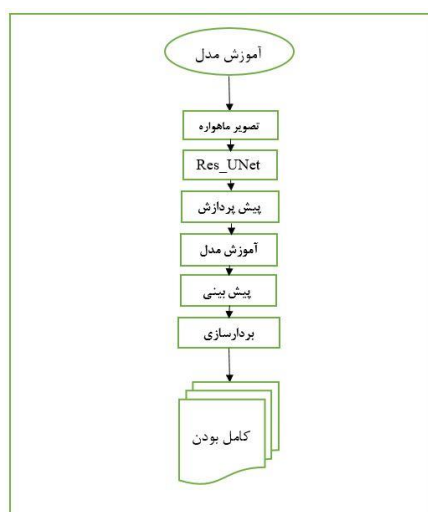 آموزش مدل
تصویر ماهواره
Res_UNet
پیش پردازش
آموزش مدل
پیش بینی
بردارسازی
کامل بودن